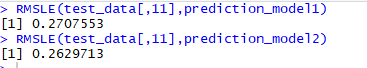 > RMSLE(test_data[,11],prediction_model1)
[1] 0.2707553
> RMSLE(test_data[,11],prediction_model2)
[1] 0.2629713